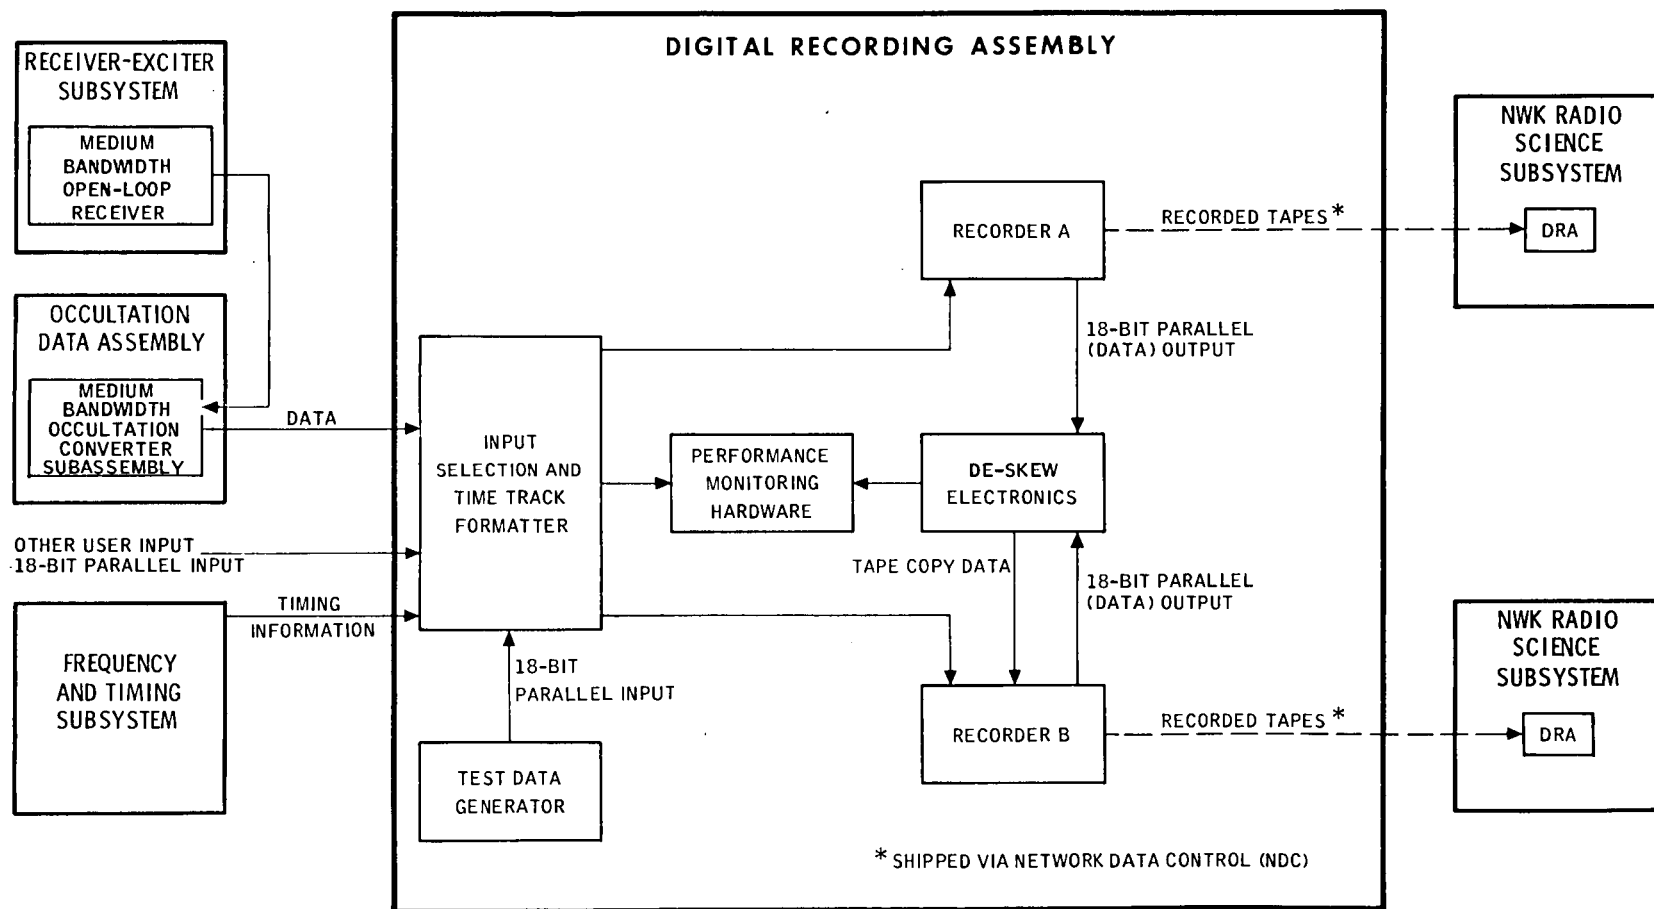 DIGITAL RECORDING ASSEMBLY
RECEIVER-EXCITER
SUBSYSTEM
MEDIUM
BANDWIDTH
OPEN-LOOP
RECEIVER
OCCULTATION
DATA ASSEMBLY
MEDIUM
BANDWIDTH
OCCULTATION
CONVERTER
SUBASSEMBLY
DATA
OTHER USER INPUT
18-BIT PARALLEL INPUT
TIMING
INFORMATION
FREQUENCY
AND TIMING
SUBSYSTEM
INPUT
SELECTION AND
TIME TRACK
FORMATTER
18-BIT
PARALLEL INPUT
TEST DATA
GENERATOR
PERFORMANCE
MONITORING
HARDWARE
RECORDER A
18-BIT PARALLEL
(DATA) OUTPUT
DE-SKEW
ELECTRONICS
TAPE COPY DATA
18-BIT PARALLEL
(DATA) OUTPUT
RECORDER B
RECORDED TAPES*
RECORDED TAPES*
*SHIPPED VIA NETWORK DATA CONTROL (NDC)
NWK RADIO
SCIENCE
SUBSYSTEM
DRA
NWK RADIO
SCIENCE
SUBSYSTEM
DRA